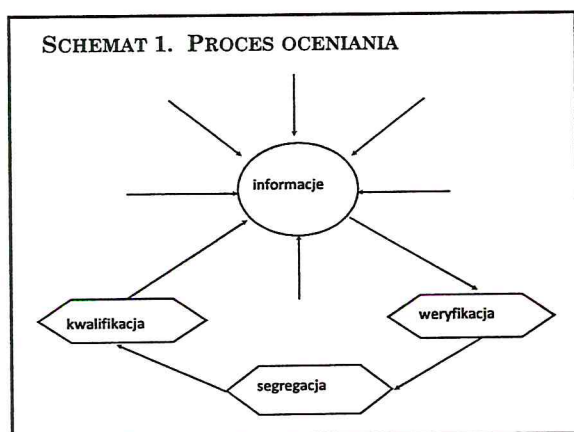 SCHEMAT 1. PROCES OCENIANIA
informacje
kwalifikacja
weryfikacja
segregacja